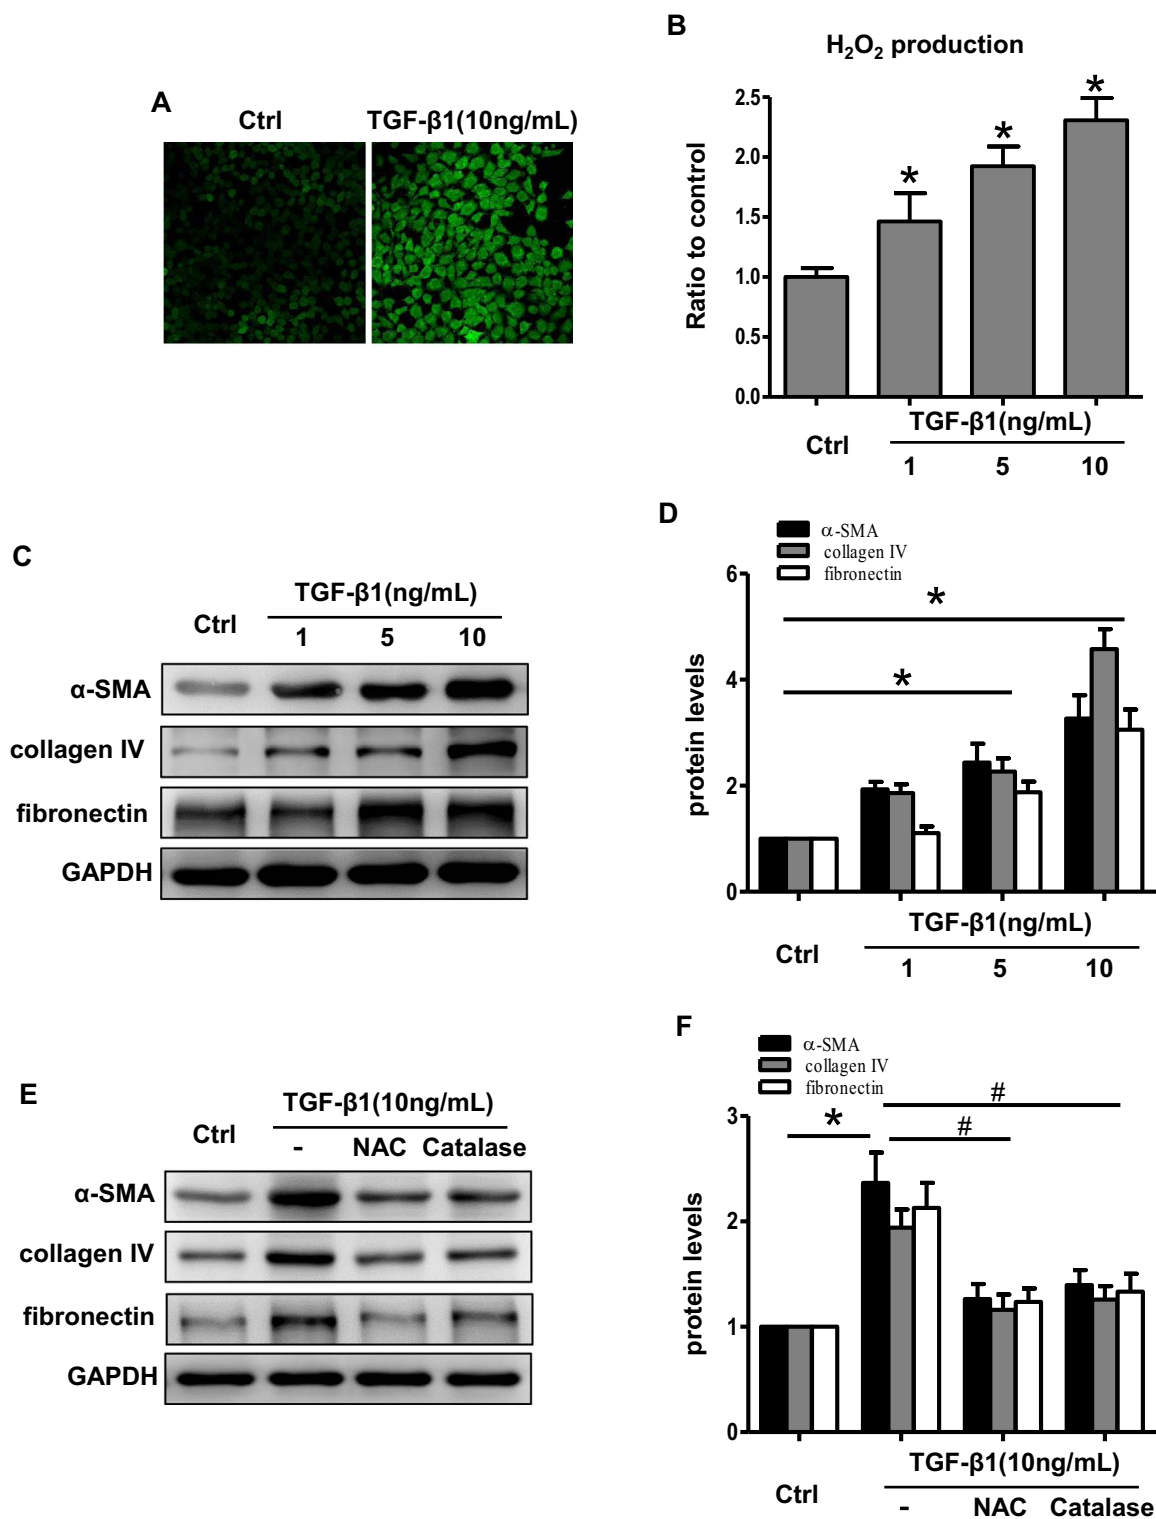 A
Ctrl TGF-β1(10ng/mL)
B
H₂O₂ production
Ratio to control
2.5
2.0
1.5
1.0
0.5
0.0
*
*
*
Ctrl
TGF-β1(ng/mL)
1 5 10
C
TGF-β1(ng/mL)
Ctrl
1 5 10
α-SMA
collagen IV
fibronectin
GAPDH
D
α-SMA
collagen IV
fibronectin
protein levels
6
4
2
0
*
*
TGF-β1(ng/mL)
Ctrl
1 5 10
E
TGF-β1(10ng/mL)
Ctrl
- NAC Catalase
α-SMA
collagen IV
fibronectin
GAPDH
F
α-SMA
collagen IV
fibronectin
protein levels
3
2
1
0
*
#
#
TGF-β1(10ng/mL)
Ctrl
- NAC Catalase